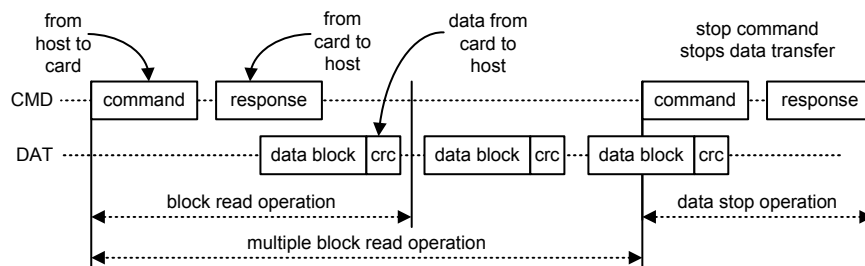 from
host to
card
from
card to
host
data from
card to
host
stop command
stops data transfer
CMD
command
response
command
response
DAT
data block
crc
data block
crc
data block
crc
block read operation
data stop operation
multiple block read operation